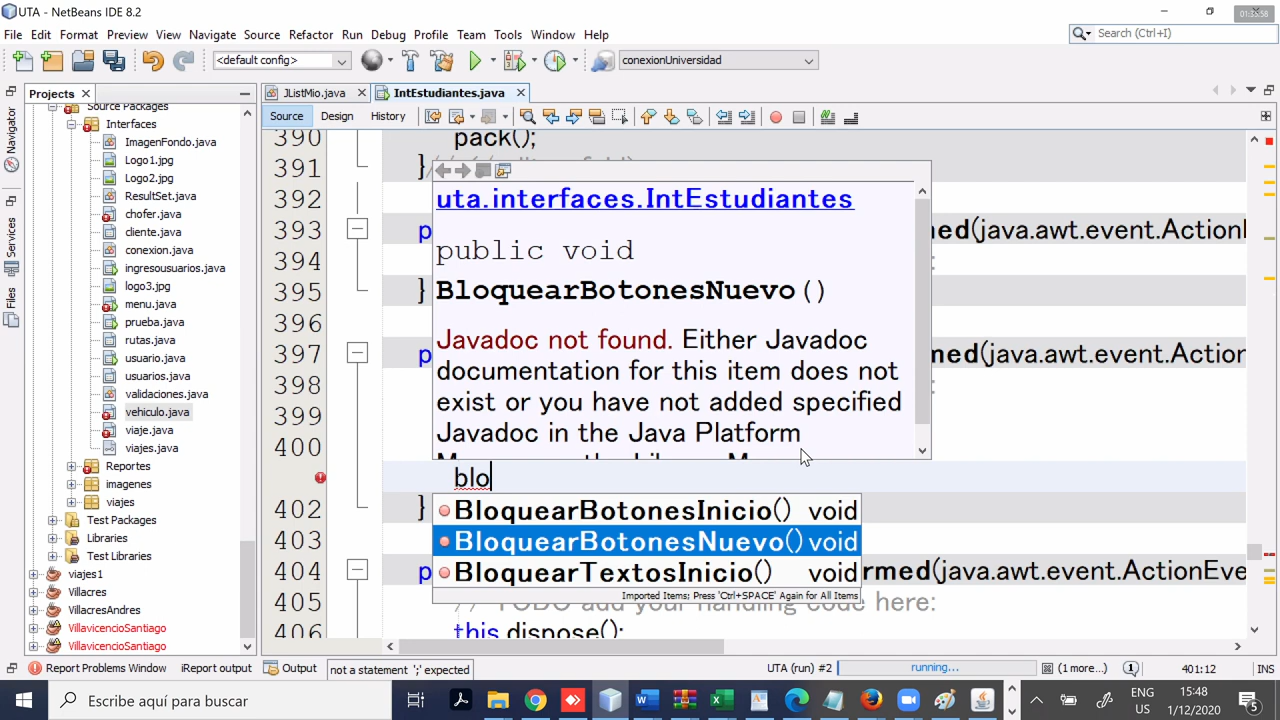 UTA - NetBeans IDE 8.2
01:35:58
File Edit Format Preview View Navigate Source Refactor Run Debug Profile Team Tools Window Help
Search (Ctrl+I)
<default config>
conexionUniversidad
Projects
JListMio.java
IntEstudiantes.java
Navigator
Services
Files
Source Design History
Source Packages
Interfaces
ImagenFondo.java
Logo1.jpg
Logo2.jpg
ResultSet.java
chofer.java
cliente.java
conexion.java
ingresousuarios.java
logo3.jpg
menu.java
prueba.java
rutas.java
usuario.java
usuarios.java
validaciones.java
vehiculo.java
viaje.java
viajes.java
Reportes
imagenes
viajes
Test Packages
Libraries
Test Libraries
viajes1
Villacres
VillacresAndres
VillavicencioSantiago
VillavicencioSantiago
390 pack();
391 }//
392
393 p med(java.awt.event.ActionE
394 :
395 }
396
397 p med(java.awt.event.Action
398 :
399
400
blo
402 }
403
404 p rmed(java.awt.event.ActionEve
405 // TODO add your handling code here:
406 this.dispose();
uta.interfaces.IntEstudiantes
public void
BloquearBotonesNuevo()
Javadoc not found. Either Javadoc
documentation for this item does not
exist or you have not added specified
Javadoc in the Java Platform
BloquearBotonesInicio() void
BloquearBotonesNuevo() void
BloquearTextosInicio() void
Imported Items; Press 'Ctrl+SPACE' Again for All Items
Report Problems Window
iReport output
Output
not a statement ';' expected
UTA (run) #2
running...
(1 more...)
1
401:12
INS
Escribe aquí para buscar
ENG
US
15:48
1/12/2020
5